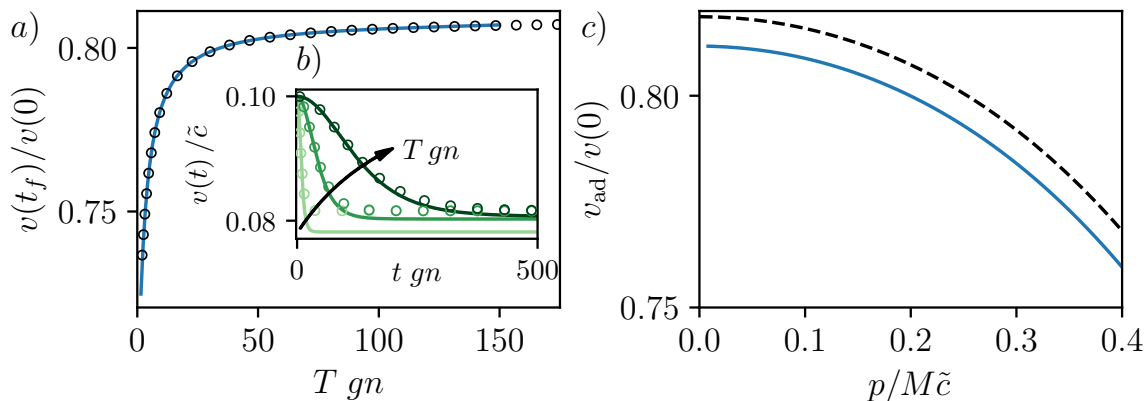 a)
v(t_f)/v(0)
0.80
0.75
0
50
100
150
T gn
b)
v(t)/c̃
0.10
0.08
T gn
0
500
t gn
c)
v_ad/v(0)
0.80
0.75
0.0
0.1
0.2
0.3
0.4
p/Mc̃